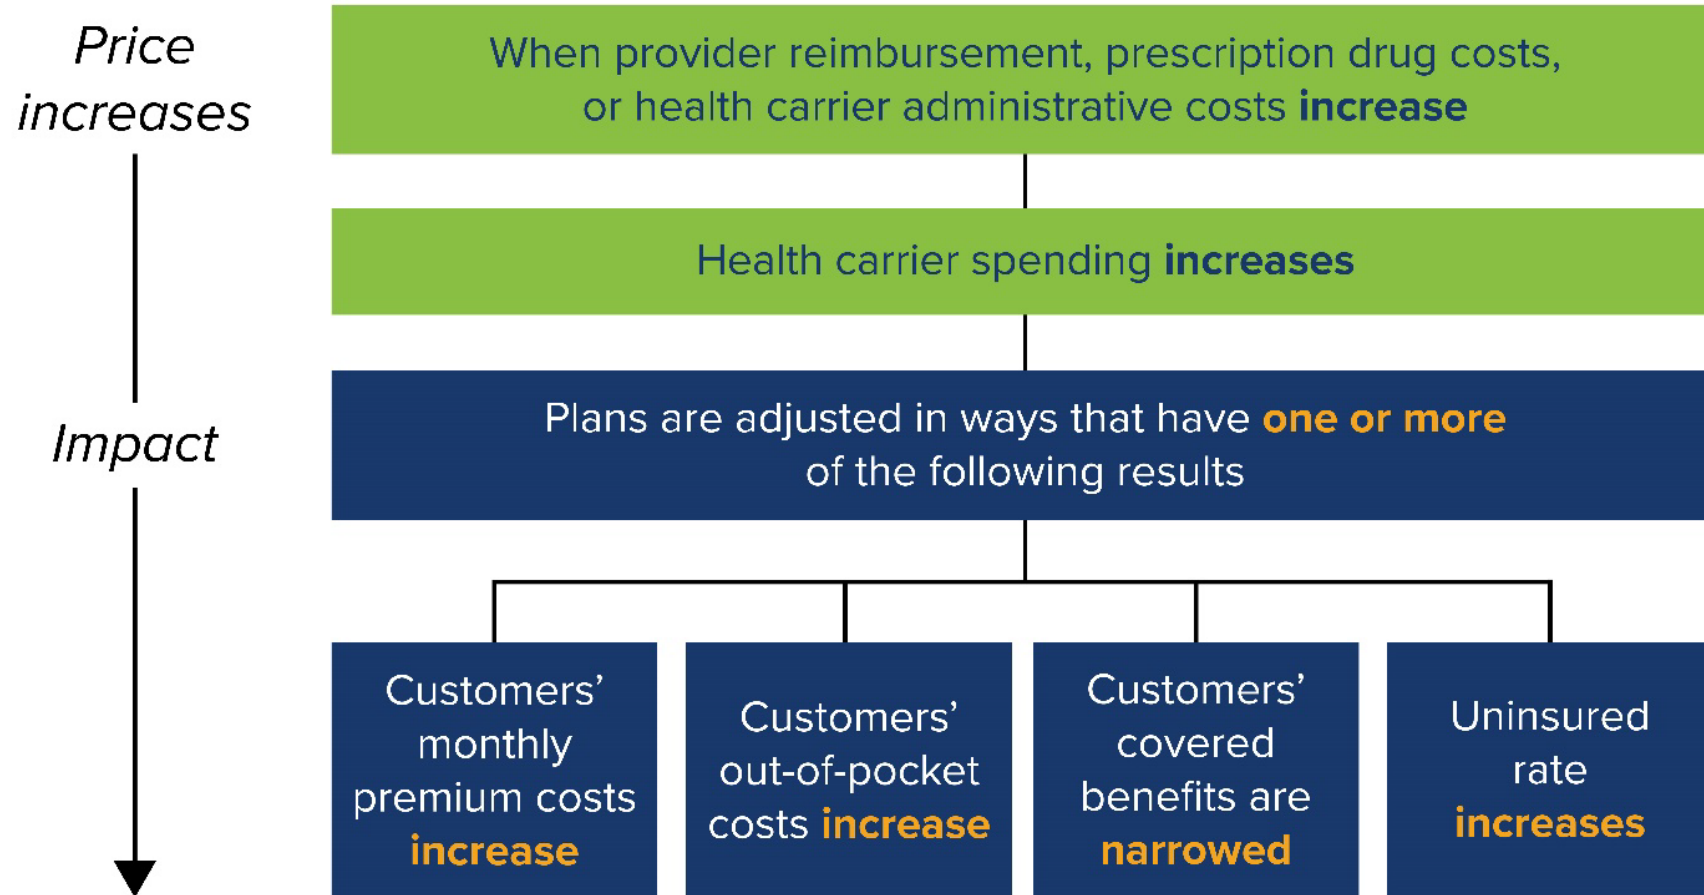 Price
increases
When provider reimbursement, prescription drug costs,
or health carrier administrative costs increase
Health carrier spending increases
Impact
Plans are adjusted in ways that have one or more
of the following results
Customers’
monthly
premium costs
increase
Customers’
out-of-pocket
costs increase
Customers’
covered
benefits are
narrowed
Uninsured
rate
increases